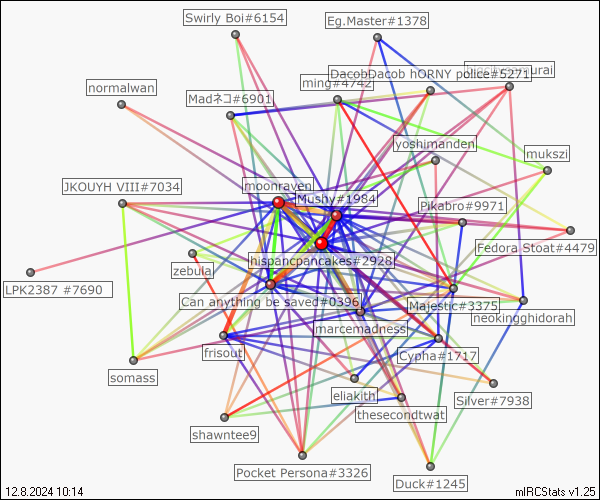 Swirly Boi#6154
Eg.Master#1378
DacobDacob hORNY police#5271
ming#4742
normalwan
Madネコ#6901
yoshimanden
mukszi
JKOUYH VIII#7034
moonraven
Mushy#1984
Pikabro#9971
Fedora Stoat#4479
hispancpancakes#2928
zebula
LPK2387 #7690
Can anything be saved#0396
Majestic#3375
neokingghidorah
marcemadness
frisout
Cypha#1717
somass
eliakith
Silver#7938
thesecondtwat
shawntee9
Pocket Persona#3326
Duck#1245
12.8.2024 10:14
mIRCStats v1.25